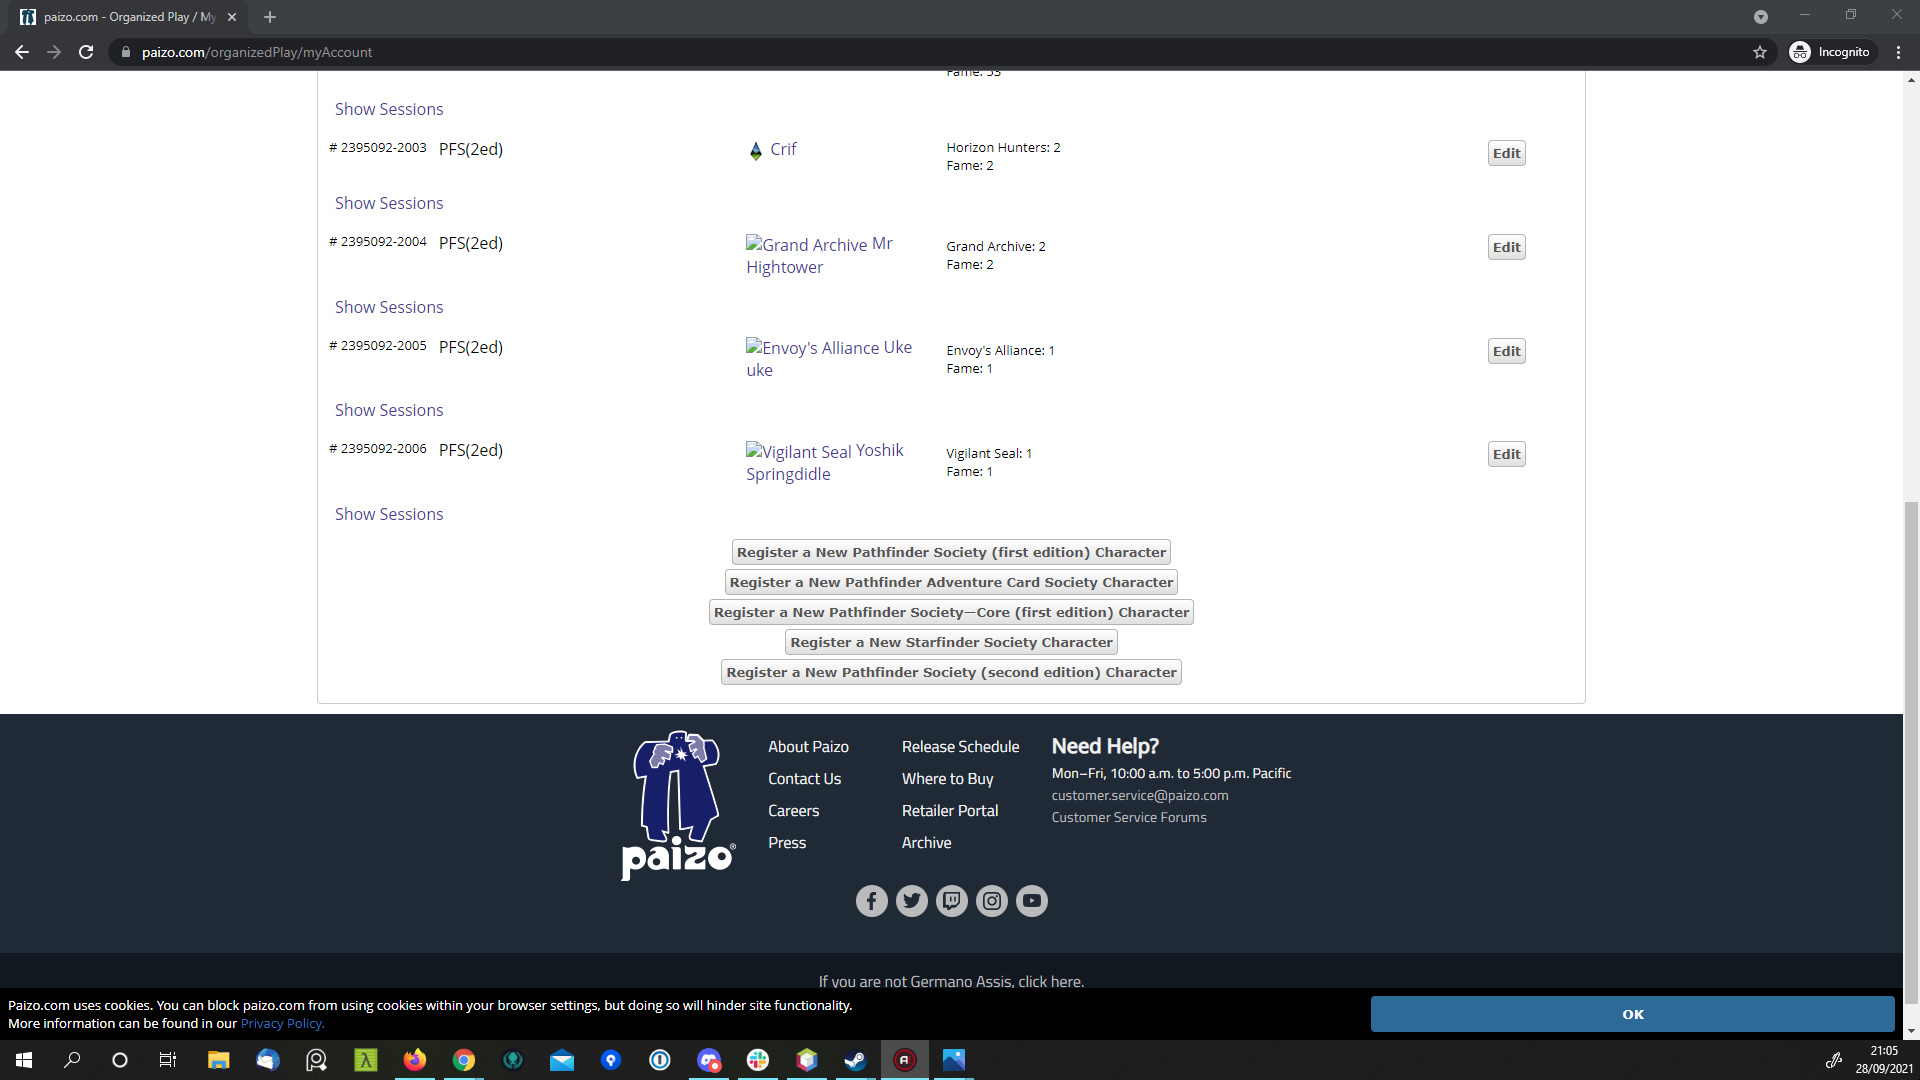 paizo.com - Organized Play / My
paizo.com/organizedPlay/myAccount
Incognito
Fame: 53
Show Sessions
# 2395092-2003 PFS(2ed) Crif Horizon Hunters: 2 Edit
Fame: 2
Show Sessions
# 2395092-2004 PFS(2ed) Grand Archive Mr Grand Archive: 2 Edit
Hightower Fame: 2
Show Sessions
# 2395092-2005 PFS(2ed) Envoy's Alliance Uke Envoy's Alliance: 1 Edit
uke Fame: 1
Show Sessions
# 2395092-2006 PFS(2ed) Vigilant Seal Yoshik Vigilant Seal: 1 Edit
Springdidle Fame: 1
Show Sessions
Register a New Pathfinder Society (first edition) Character
Register a New Pathfinder Adventure Card Society Character
Register a New Pathfinder Society—Core (first edition) Character
Register a New Starfinder Society Character
Register a New Pathfinder Society (second edition) Character
paizo®
About Paizo
Contact Us
Careers
Press
Release Schedule
Where to Buy
Retailer Portal
Archive
Need Help?
Mon–Fri, 10:00 a.m. to 5:00 p.m. Pacific
customer.service@paizo.com
Customer Service Forums
If you are not Germano Assis, click here.
Paizo.com uses cookies. You can block paizo.com from using cookies within your browser settings, but doing so will hinder site functionality.
More information can be found in our Privacy Policy.
OK
21:05
28/09/2021